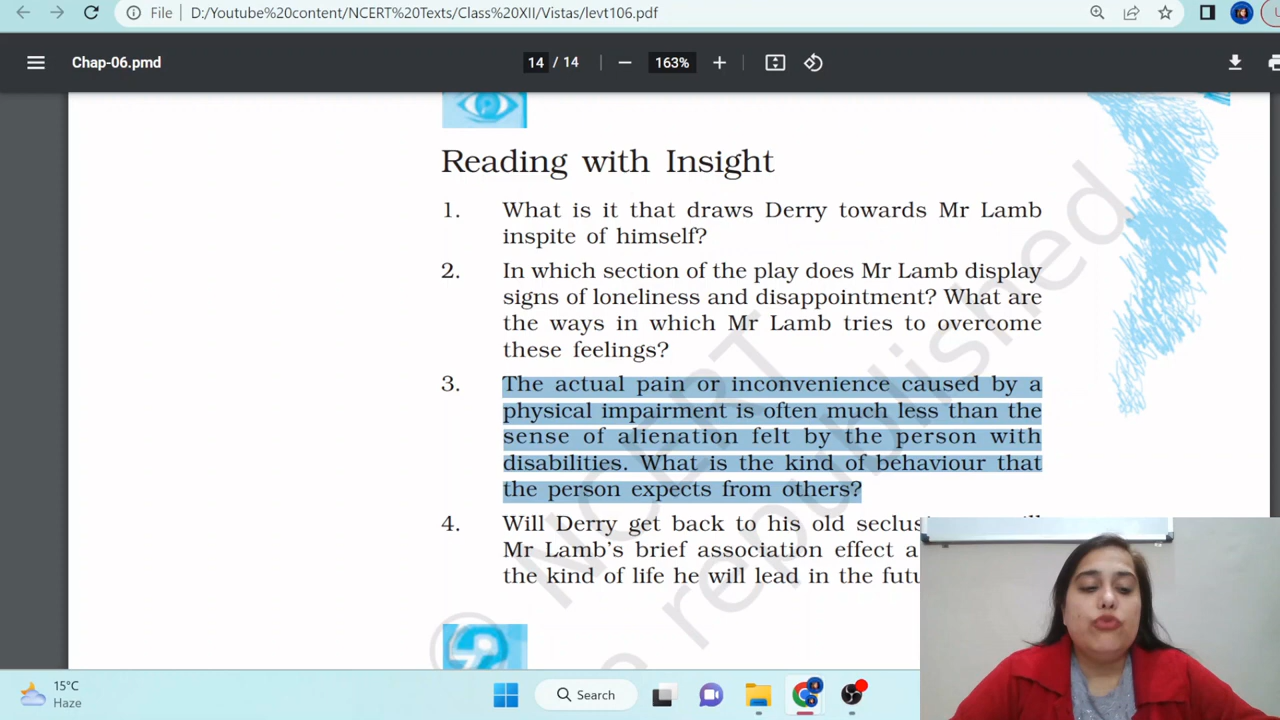 File D:/Youtube%20content/NCERT%20Texts/Class%20XII/Vistas/levt106.pdf
Chap-06.pmd
14 / 14
163%
Reading with Insight
1. What is it that draws Derry towards Mr Lamb
inspite of himself?
2. In which section of the play does Mr Lamb display
signs of loneliness and disappointment? What are
the ways in which Mr Lamb tries to overcome
these feelings?
3. The actual pain or inconvenience caused by a
physical impairment is often much less than the
sense of alienation felt by the person with
disabilities. What is the kind of behaviour that
the person expects from others?
4. Will Derry get back to his old
Mr Lamb's brief association effect a
the kind of life he will lead in the
© NCERT
republished
15°C
Haze
Search